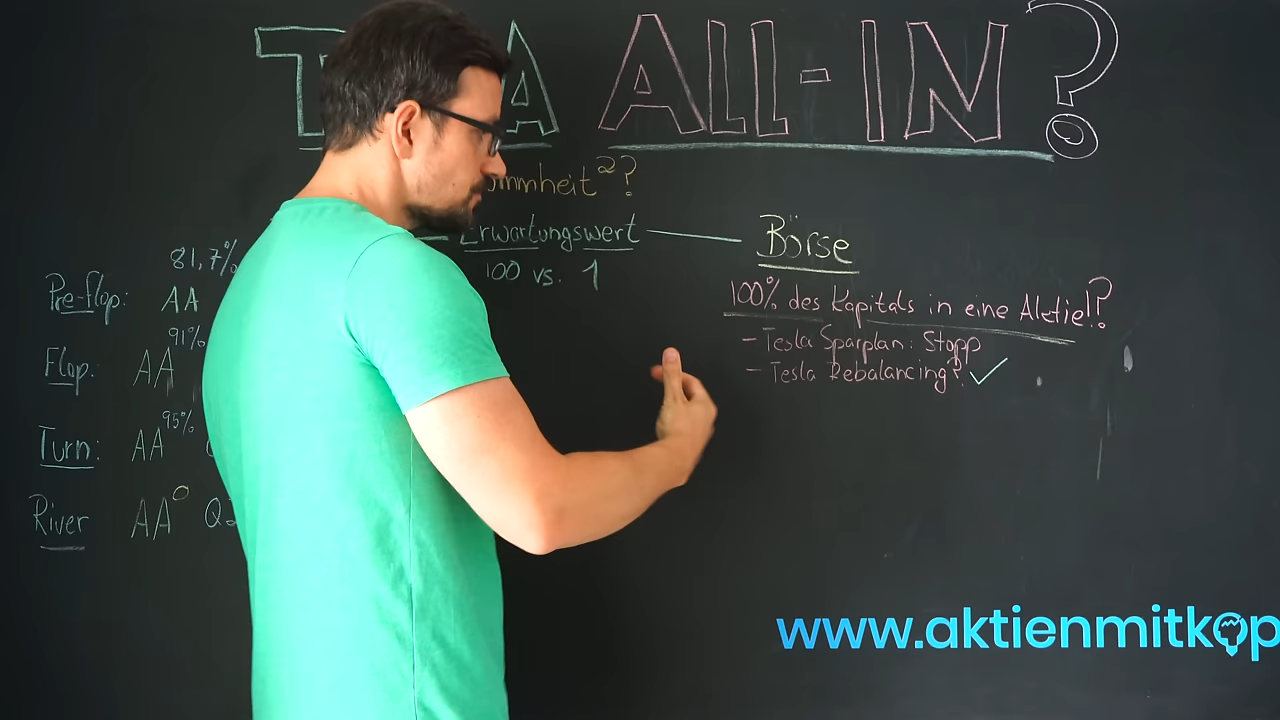 ALL-IN?
Erwartungswert
100 vs. 1
81,7%
Pre-flop: AA
91%
Flop: AA
95%
Turn: AA
0
River AA
Börse
100% des Kapitals in eine Aktie!?
- Tesla Sparplan: Stopp
- Tesla Rebalancing? ✓
www.aktienmitkop